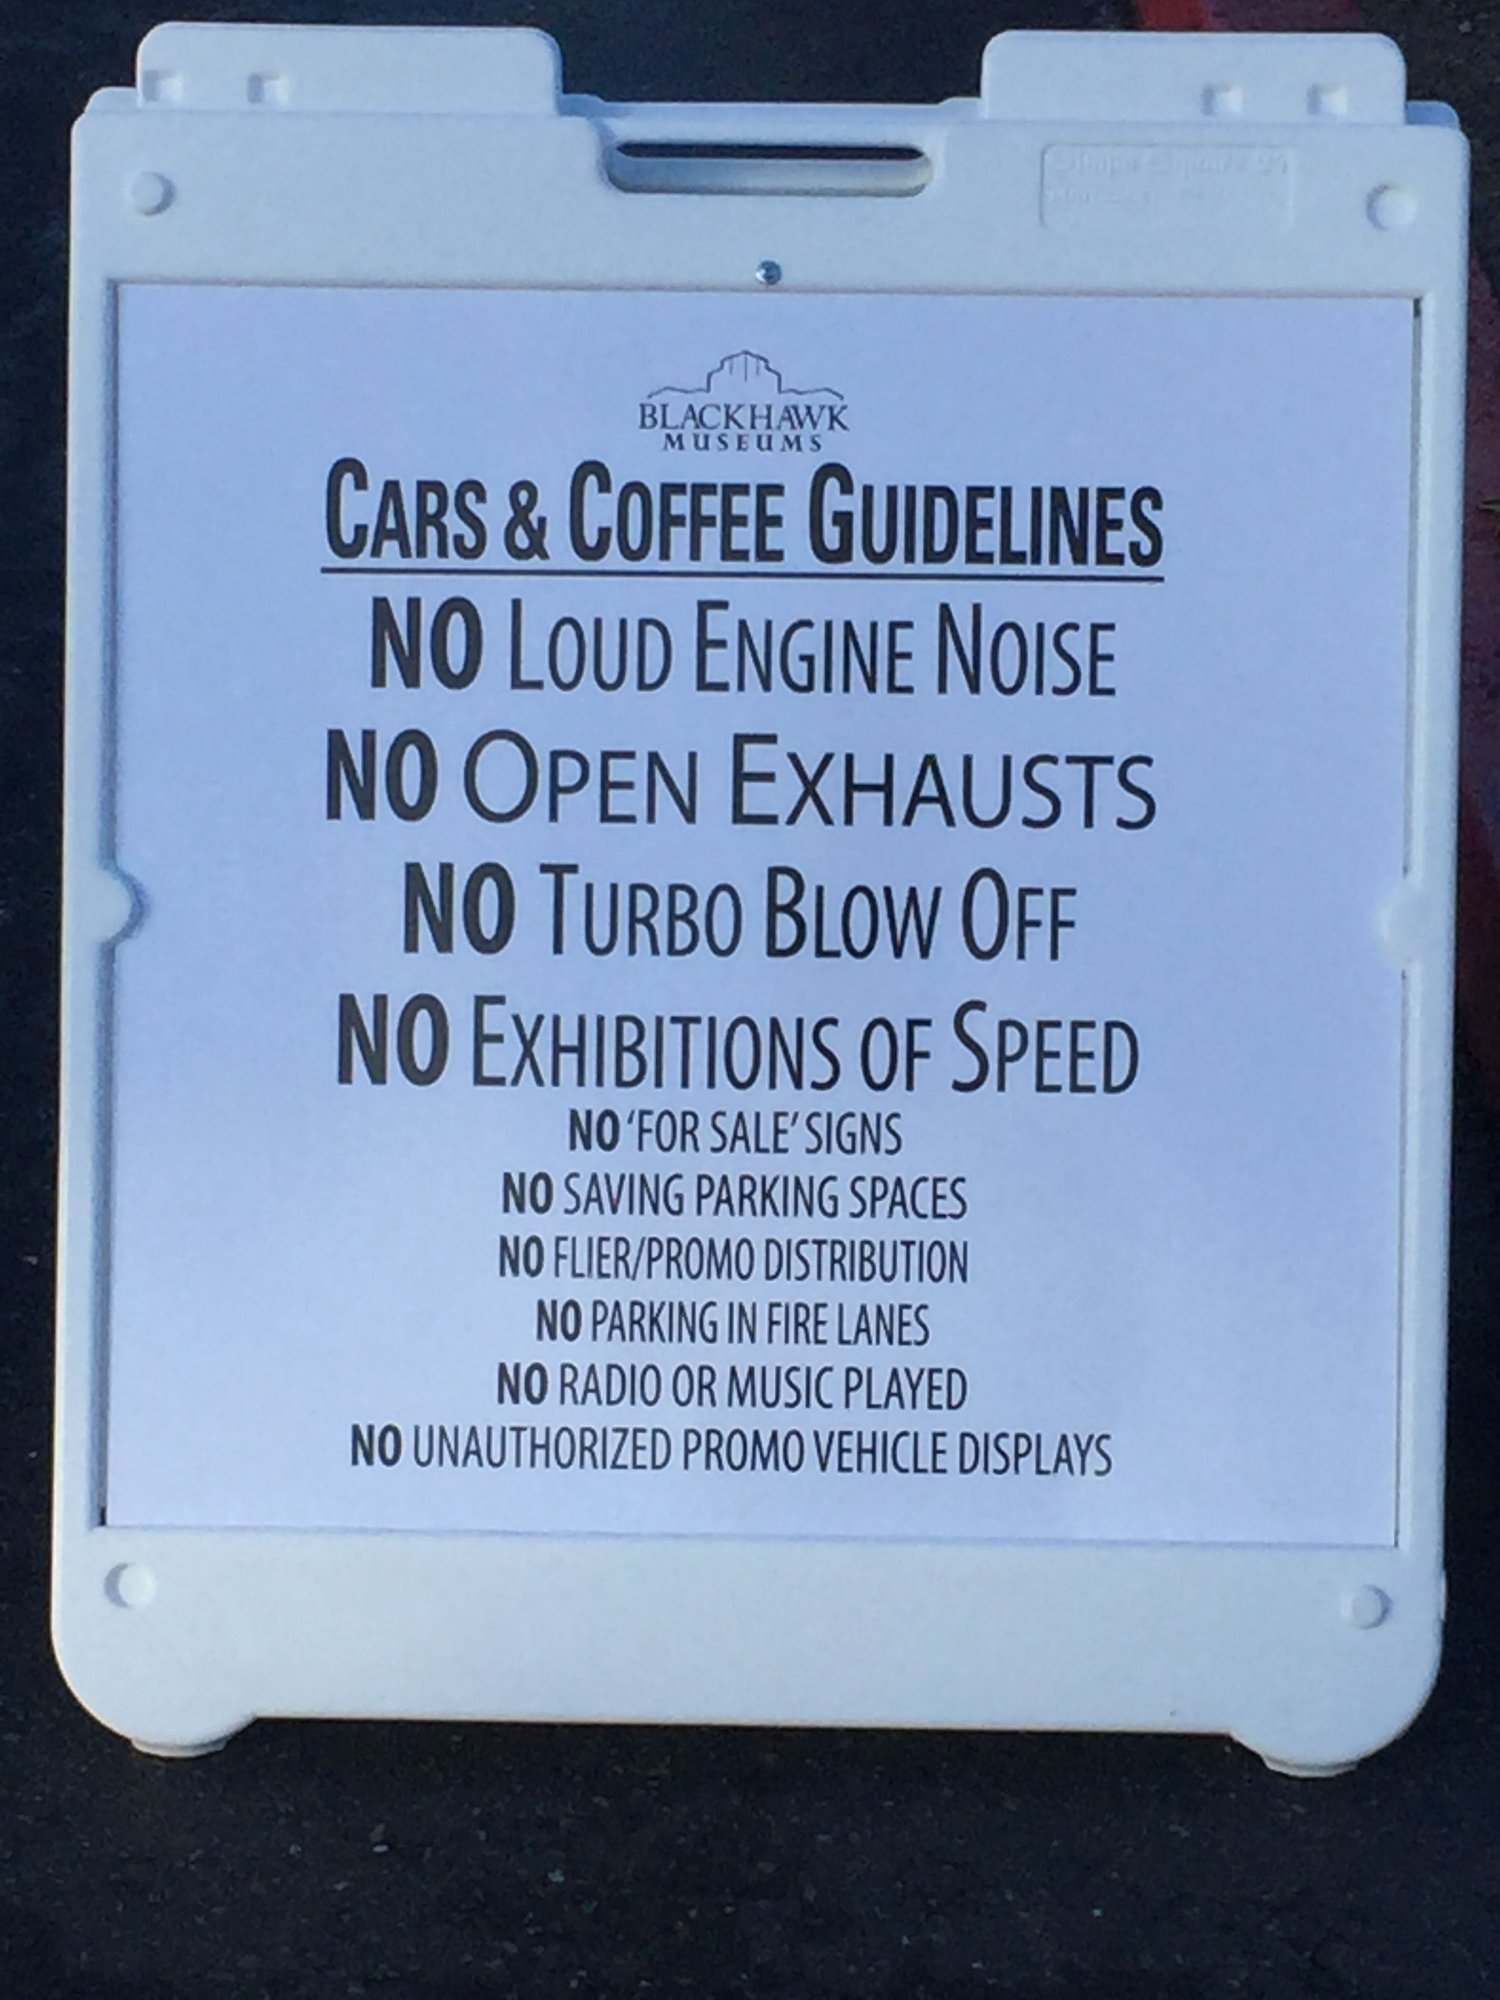 BLACKHAWK
MUSEUMS
CARS & COFFEE GUIDELINES
NO LOUD ENGINE NOISE
NO OPEN EXHAUSTS
NO TURBO BLOW OFF
NO EXHIBITIONS OF SPEED
NO 'FOR SALE' SIGNS
NO SAVING PARKING SPACES
NO FLIER/PROMO DISTRIBUTION
NO PARKING IN FIRE LANES
NO RADIO OR MUSIC PLAYED
NO UNAUTHORIZED PROMO VEHICLE DISPLAYS